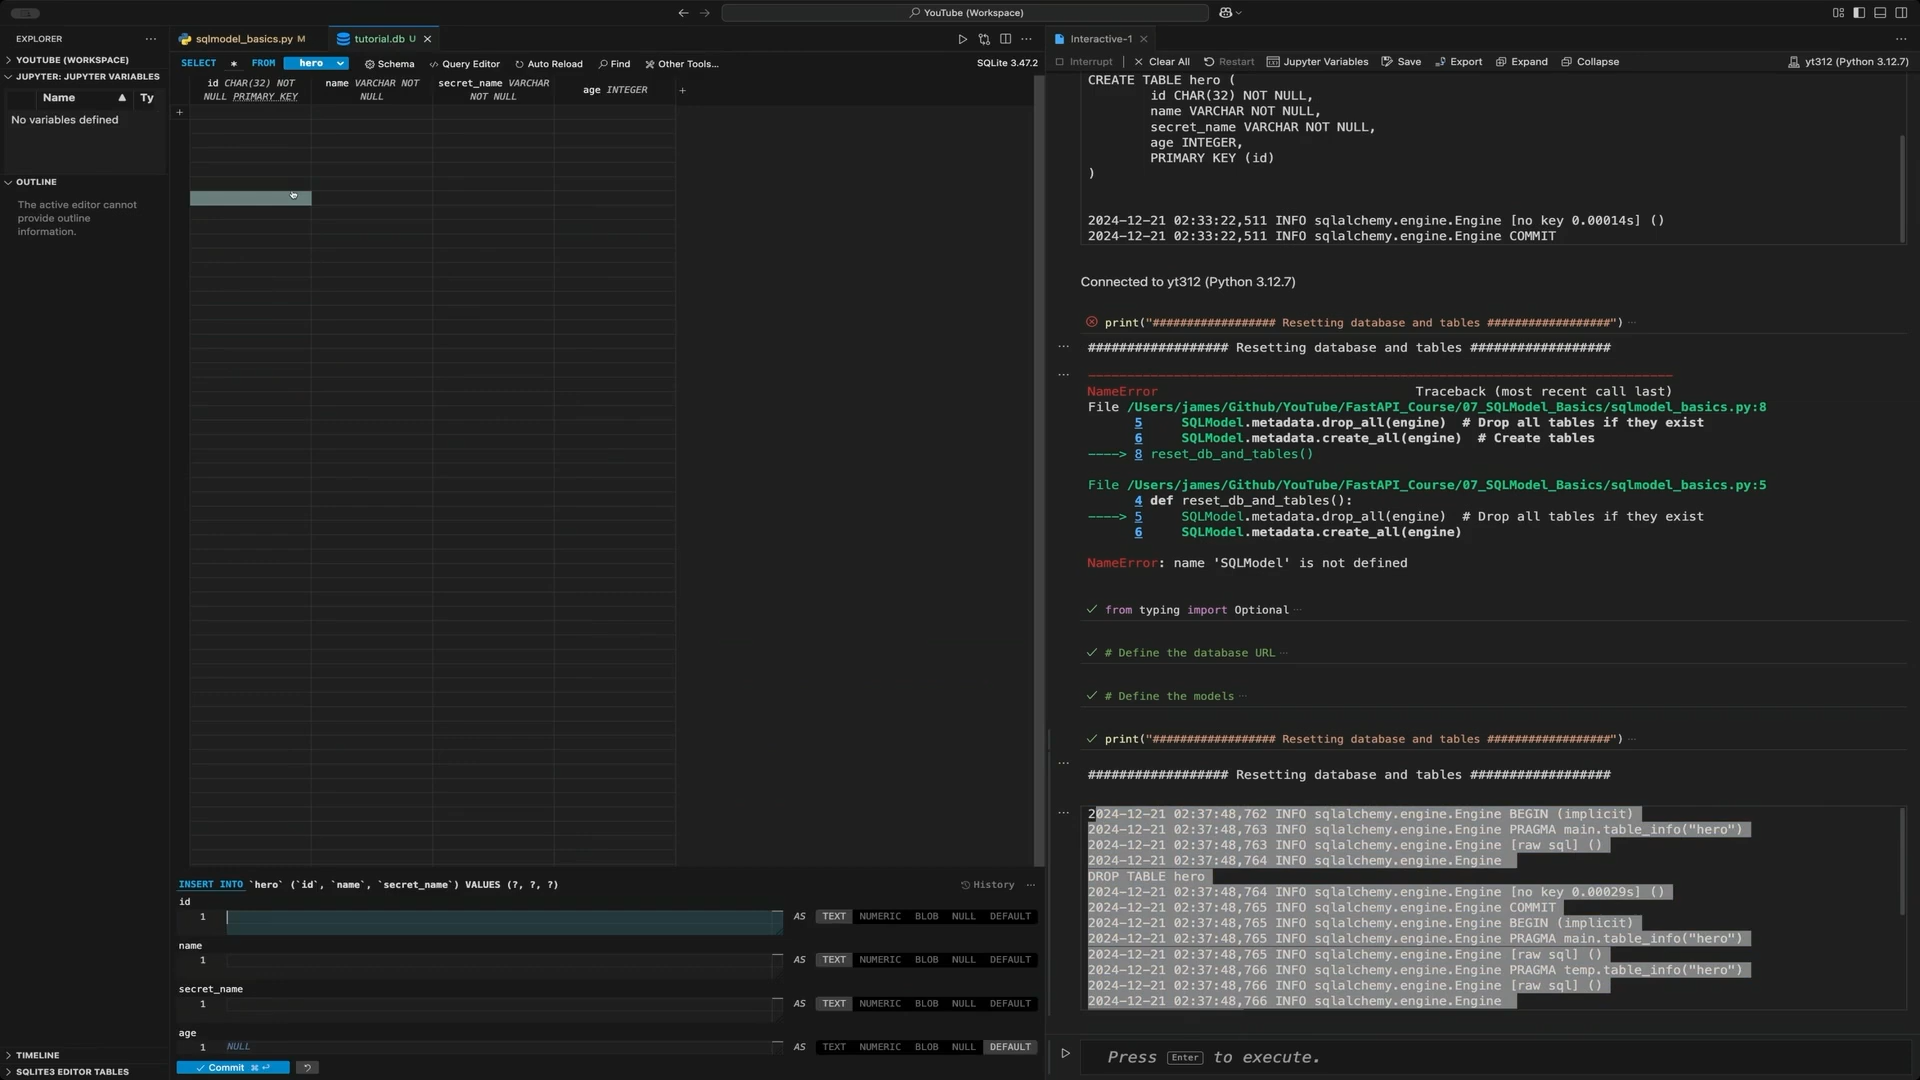 YouTube (Workspace)
EXPLORER
YOUTUBE (WORKSPACE)
JUPYTER: JUPYTER VARIABLES
Name Ty
No variables defined
OUTLINE
The active editor cannot
provide outline
information.
TIMELINE
SQLITE3 EDITOR TABLES
sqlmodel_basics.py M
tutorial.db U
SELECT * FROM hero Schema Query Editor Auto Reload Find Other Tools... SQLite 3.47.2
id CHAR(32) NOT
NULL PRIMARY KEY
name VARCHAR NOT
NULL
secret_name VARCHAR
NOT NULL
age INTEGER
+
+
INSERT INTO `hero` (`id`, `name`, `secret_name`) VALUES (?, ?, ?) History
id
1 AS TEXT NUMERIC BLOB NULL DEFAULT
name
1 AS TEXT NUMERIC BLOB NULL DEFAULT
secret_name
1 AS TEXT NUMERIC BLOB NULL DEFAULT
age
1 NULL AS TEXT NUMERIC BLOB NULL DEFAULT
Commit
Interactive-1
Interrupt Clear All Restart Jupyter Variables Save Export Expand Collapse yt312 (Python 3.12.7)
CREATE TABLE hero (
id CHAR(32) NOT NULL,
name VARCHAR NOT NULL,
secret_name VARCHAR NOT NULL,
age INTEGER,
PRIMARY KEY (id)
)
2024-12-21 02:33:22,511 INFO sqlalchemy.engine.Engine [no key 0.00014s] ()
2024-12-21 02:33:22,511 INFO sqlalchemy.engine.Engine COMMIT
Connected to yt312 (Python 3.12.7)
print("################## Resetting database and tables ##################") ...
################## Resetting database and tables ##################
NameError Traceback (most recent call last)
File /Users/james/Github/YouTube/FastAPI_Course/07_SQLModel_Basics/sqlmodel_basics.py:8
5 SQLModel.metadata.drop_all(engine) # Drop all tables if they exist
6 SQLModel.metadata.create_all(engine) # Create tables
----> 8 reset_db_and_tables()
File /Users/james/Github/YouTube/FastAPI_Course/07_SQLModel_Basics/sqlmodel_basics.py:5
4 def reset_db_and_tables():
----> 5 SQLModel.metadata.drop_all(engine) # Drop all tables if they exist
6 SQLModel.metadata.create_all(engine)
NameError: name 'SQLModel' is not defined
from typing import Optional ...
# Define the database URL ...
# Define the models ...
print("################## Resetting database and tables ##################") ...
################## Resetting database and tables ##################
2024-12-21 02:37:48,762 INFO sqlalchemy.engine.Engine BEGIN (implicit)
2024-12-21 02:37:48,763 INFO sqlalchemy.engine.Engine PRAGMA main.table_info("hero")
2024-12-21 02:37:48,763 INFO sqlalchemy.engine.Engine [raw sql] ()
2024-12-21 02:37:48,764 INFO sqlalchemy.engine.Engine
DROP TABLE hero
2024-12-21 02:37:48,764 INFO sqlalchemy.engine.Engine [no key 0.00029s] ()
2024-12-21 02:37:48,765 INFO sqlalchemy.engine.Engine COMMIT
2024-12-21 02:37:48,765 INFO sqlalchemy.engine.Engine BEGIN (implicit)
2024-12-21 02:37:48,765 INFO sqlalchemy.engine.Engine PRAGMA main.table_info("hero")
2024-12-21 02:37:48,765 INFO sqlalchemy.engine.Engine [raw sql] ()
2024-12-21 02:37:48,766 INFO sqlalchemy.engine.Engine PRAGMA temp.table_info("hero")
2024-12-21 02:37:48,766 INFO sqlalchemy.engine.Engine [raw sql] ()
2024-12-21 02:37:48,766 INFO sqlalchemy.engine.Engine
Press Enter to execute.